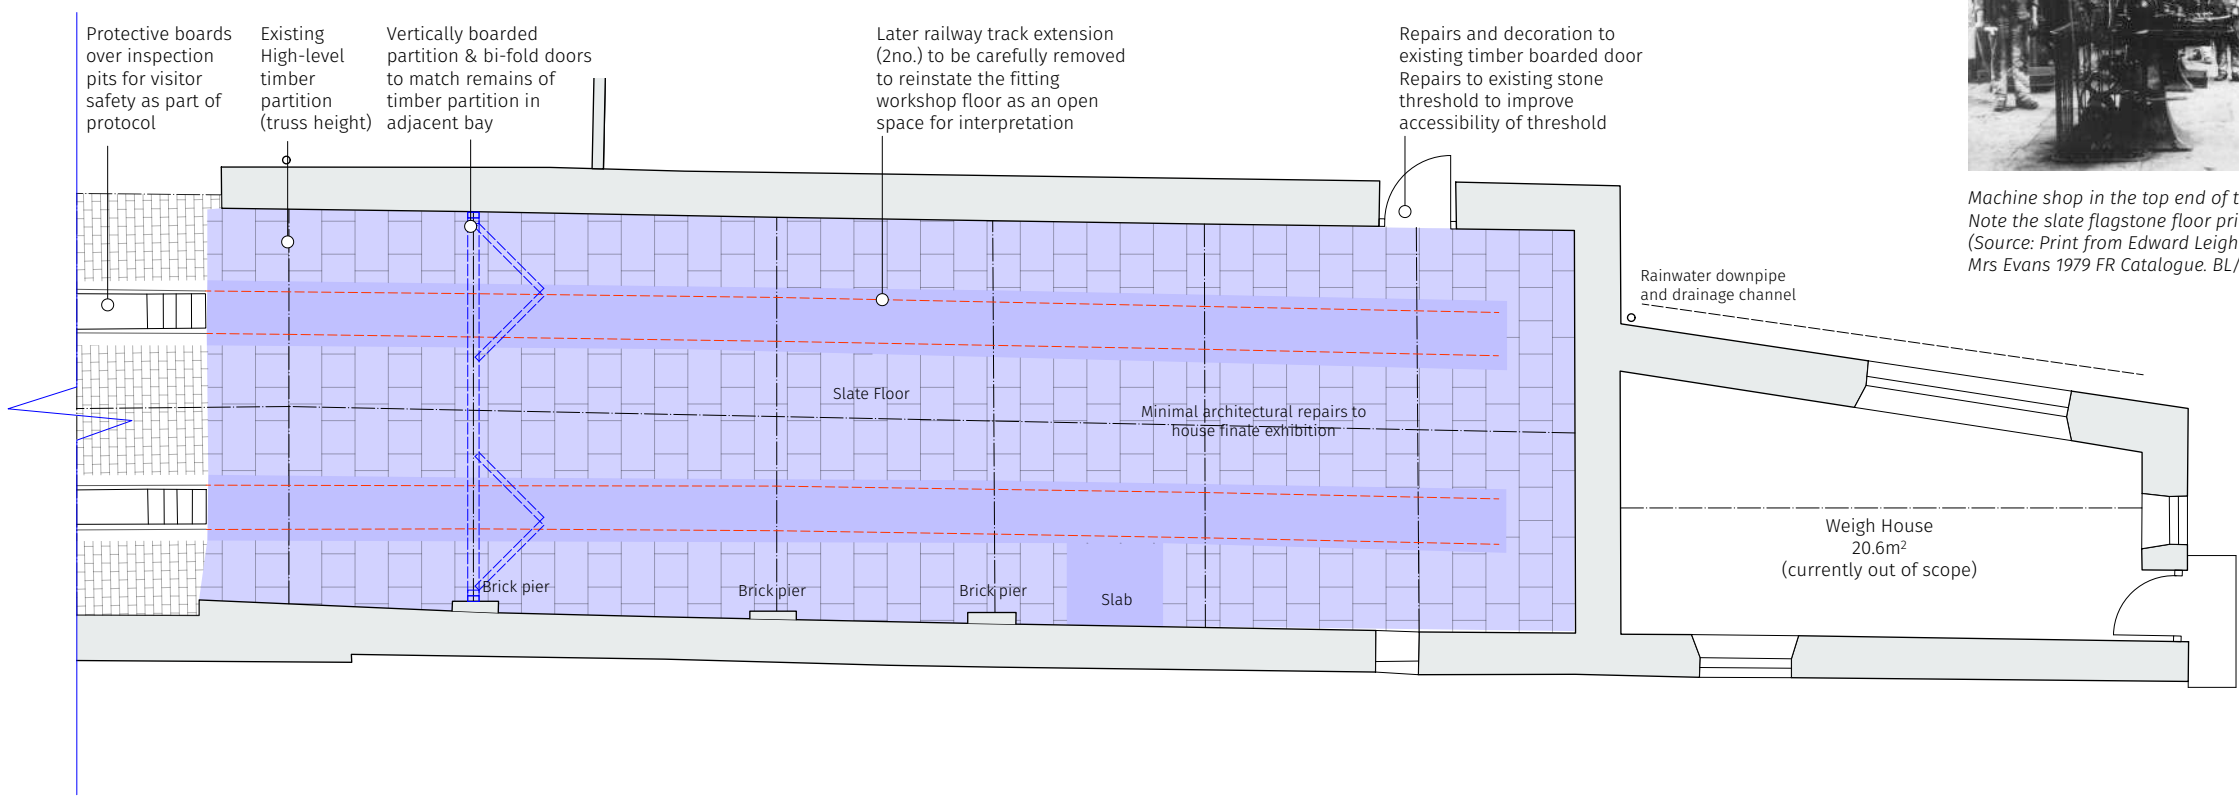 Protective boards
over inspection
pits for visitor
safety as part of
protocol
Existing
High-level
timber
partition
(truss height)
Vertically boarded
partition & bi-fold doors
to match remains of
timber partition in
adjacent bay
Later railway track extension
(2no.) to be carefully removed
to reinstate the fitting
workshop floor as an open
space for interpretation
Repairs and decoration to
existing timber boarded door
Repairs to existing stone
threshold to improve
accessibility of threshold
Machine shop in the top end of
Note the slate flagstone floor
(Source: Print from Edward
Mrs Evans 1979 FR Catalogue. BL/
Rainwater downpipe
and drainage channel
Slate Floor
Minimal architectural repairs to
house finale exhibition
Weigh House
20.6m²
(currently out of scope)
Brick pier
Brick pier
Brick pier
Slab